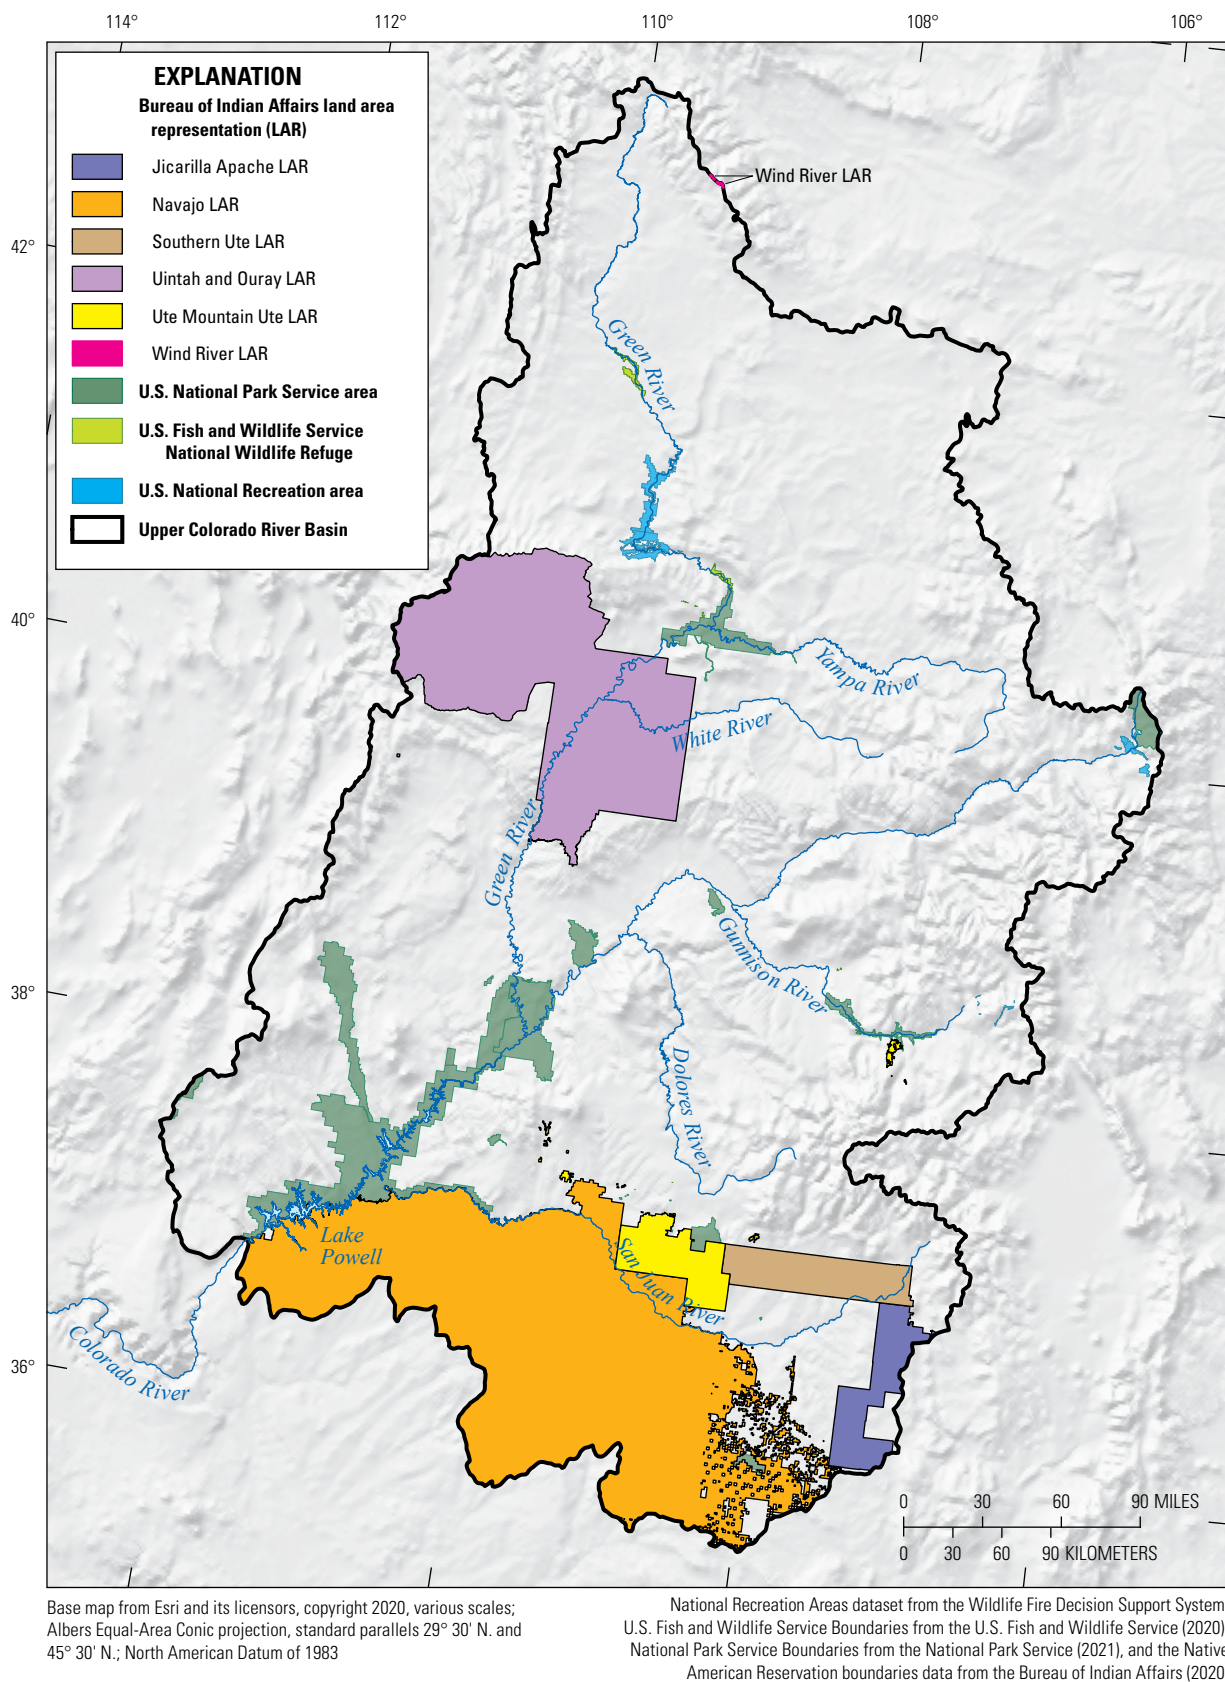 114°
112°
110°
108°
106°
EXPLANATION
Bureau of Indian Affairs land area
representation (LAR)
Jicarilla Apache LAR
Navajo LAR
Southern Ute LAR
Uintah and Ouray LAR
Ute Mountain Ute LAR
Wind River LAR
U.S. National Park Service area
U.S. Fish and Wildlife Service
National Wildlife Refuge
U.S. National Recreation area
Upper Colorado River Basin
Wind River LAR
42°
Green River
40°
Yampa River
White River
Green River
Gunnison River
38°
Dolores River
Lake
Powell
San Juan River
Colorado River
36°
0 30 60 90 MILES
0 30 60 90 KILOMETERS
Base map from Esri and its licensors, copyright 2020, various scales;
Albers Equal-Area Conic projection, standard parallels 29° 30' N. and
45° 30' N.; North American Datum of 1983
National Recreation Areas dataset from the Wildlife Fire Decision Support System
U.S. Fish and Wildlife Service Boundaries from the U.S. Fish and Wildlife Service (2020)
National Park Service Boundaries from the National Park Service (2021), and the Native
American Reservation boundaries data from the Bureau of Indian Affairs (2020